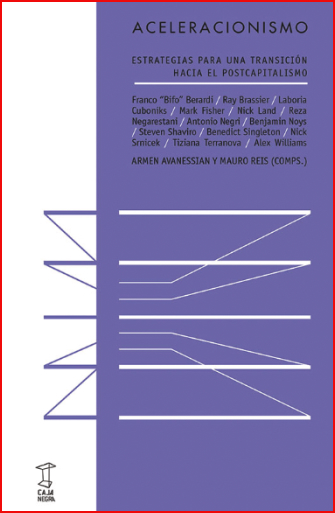 ACELERACIONISMO
ESTRATEGIAS PARA UNA TRANSICIÓN
HACIA EL POSTCAPITALISMO
Franco "Bifo" Berardi / Ray Brassier / Laboria
Cuboniks / Mark Fisher / Nick Land / Reza
Negarestani / Antonio Negri / Benjamin Noys
/ Steven Shaviro / Benedict Singleton / Nick
Srnicek / Tiziana Terranova / Alex Williams
ARMEN AVANESSIAN Y MAURO REIS (COMPS.)
CAJA
NEGRA